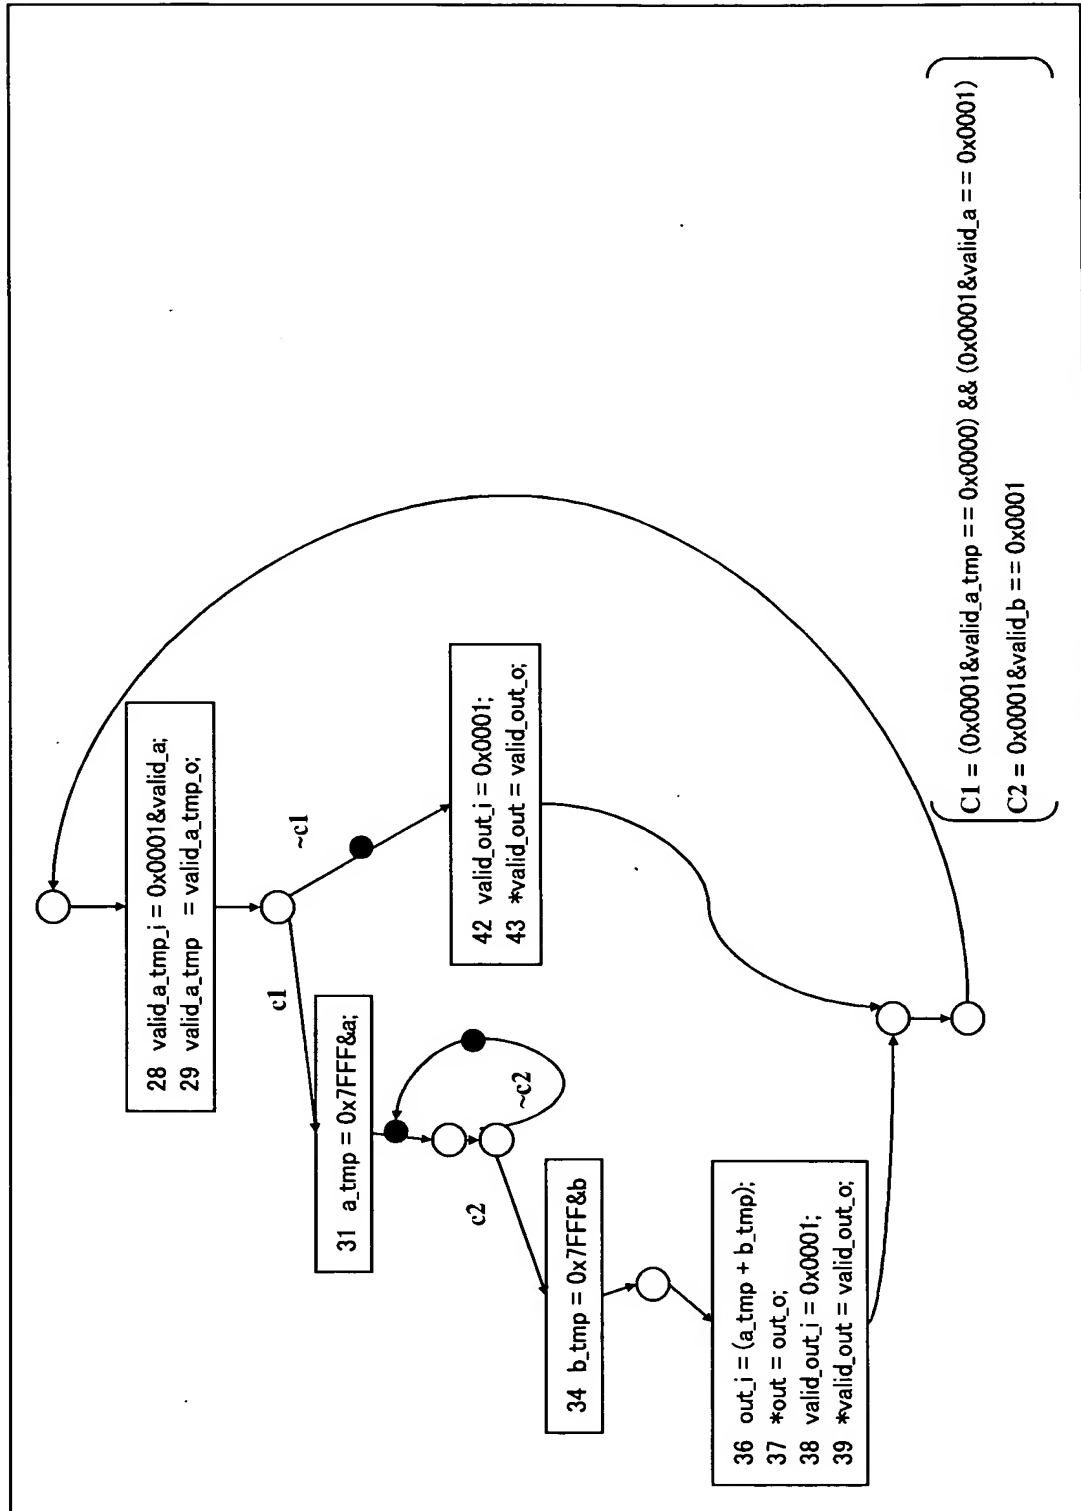 28 valid_a_tmp_i = 0x0001&valid_a;
29 valid_a_tmp = valid_a_tmp_o;
c1
~c1
31 a_tmp = 0x7FFF&a;
42 valid_out_i = 0x0001;
43 *valid_out = valid_out_o;
c2
~c2
34 b_tmp = 0x7FFF&b
36 out_i = (a_tmp + b_tmp);
37 *out = out_o;
38 valid_out_i = 0x0001;
39 *valid_out = valid_out_o;
C1 = (0x0001&valid_a_tmp == 0x0000) && (0x0001&valid_a == 0x0001)
C2 = 0x0001&valid_b == 0x0001